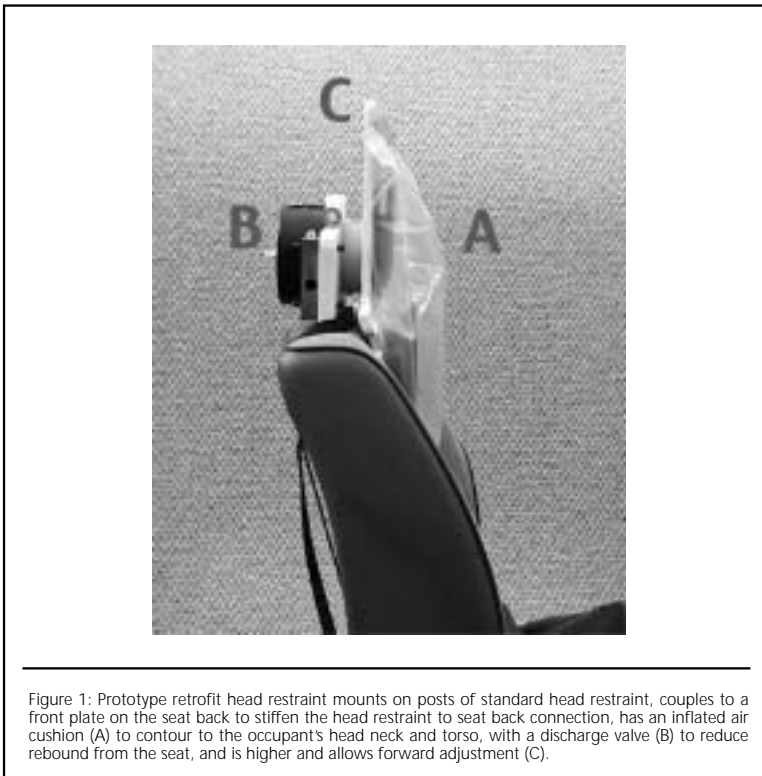 C
B
A
Figure 1: Prototype retrofit head restraint mounts on posts of standard head restraint, couples to a
front plate on the seat back to stiffen the head restraint to seat back connection, has an inflated air
cushion (A) to contour to the occupant's head neck and torso, with a discharge valve (B) to reduce
rebound from the seat, and is higher and allows forward adjustment (C).